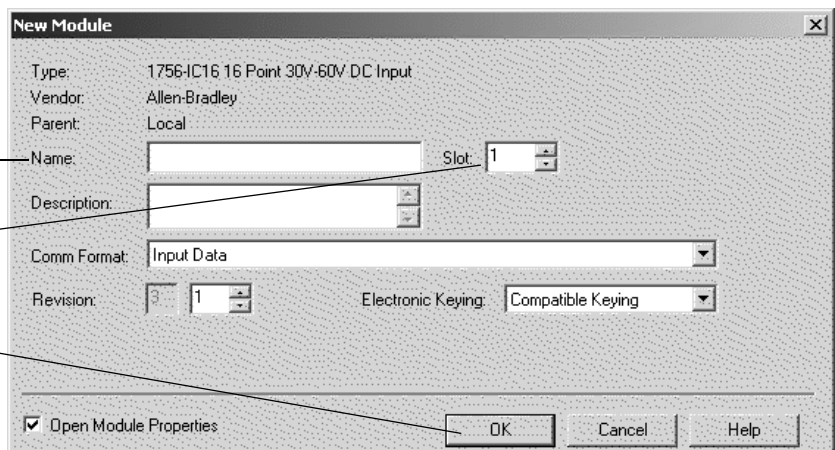 New Module
Type: 1756-IC16 16 Point 30V-60V DC Input
Vendor: Allen-Bradley
Parent: Local
Name: Slot: 1
Description:
Comm Format: Input Data
Revision: 3 1 Electronic Keying: Compatible Keying
Open Module Properties OK Cancel Help